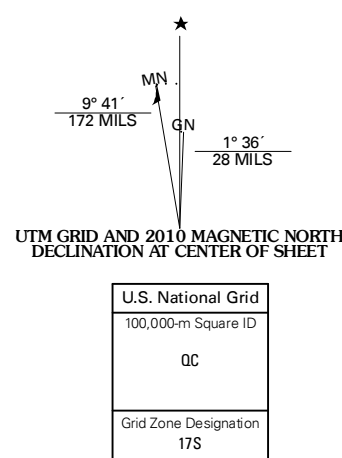 ★
MN
GN
9° 41´
172 MILS
1° 36´
28 MILS
UTM GRID AND 2010 MAGNETIC NORTH
DECLINATION AT CENTER OF SHEET
U.S. National Grid
100,000-m Square ID
QC
Grid Zone Designation
17S